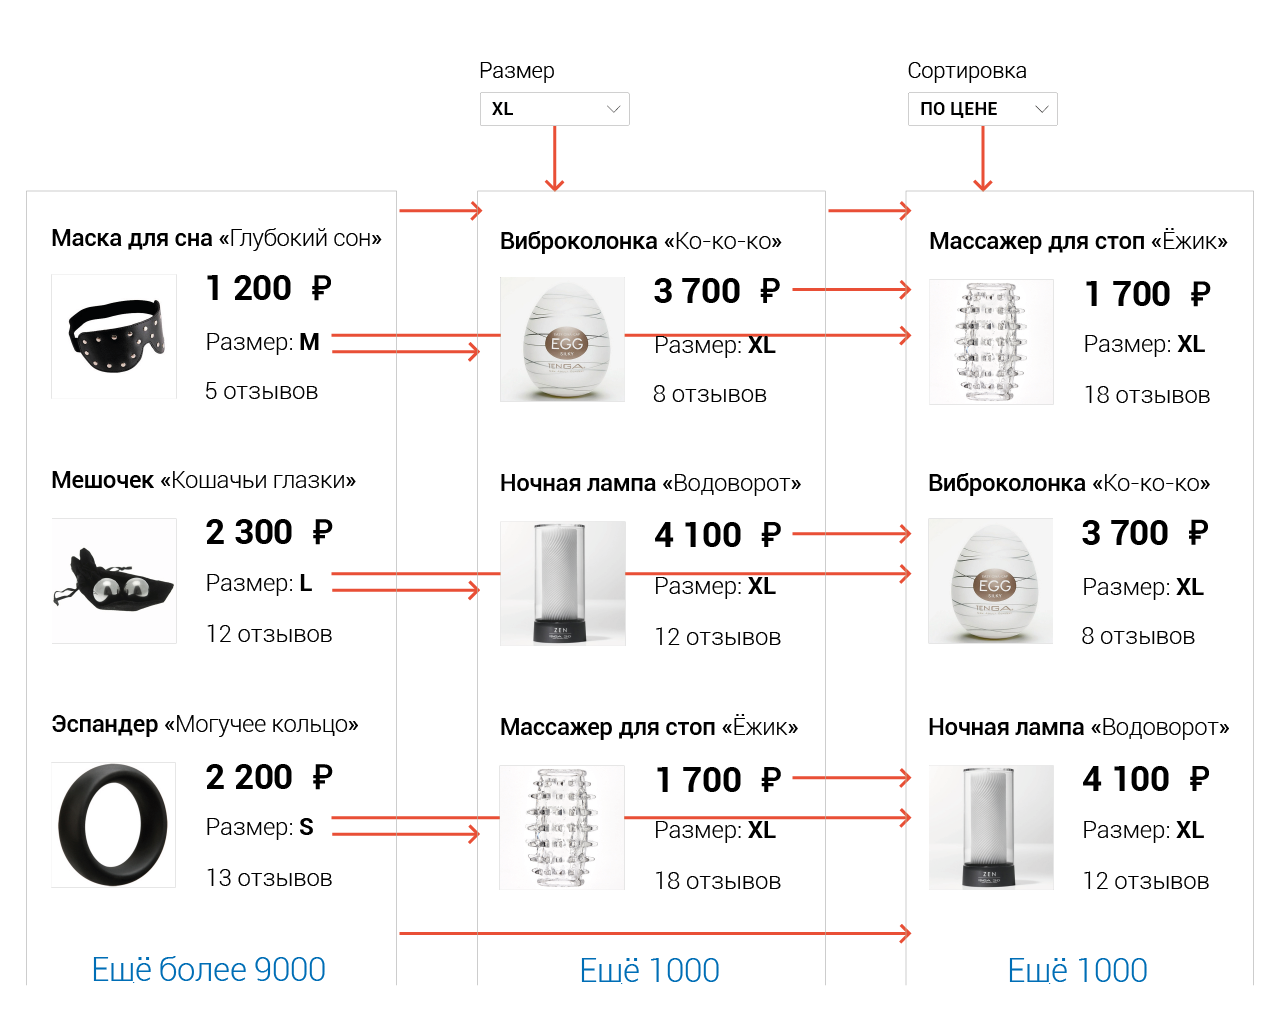 Размер
XL
Сортировка
ПО ЦЕНЕ
Маска для сна «Глубокий сон»
1 200 ₽
Размер: M
5 отзывов
Мешочек «Кошачьи глазки»
2 300 ₽
Размер: L
12 отзывов
Эспандер «Могучее кольцо»
2 200 ₽
Размер: S
13 отзывов
Ещё более 9000
Виброколонка «Ко-ко-ко»
3 700 ₽
Размер: XL
8 отзывов
EGG
SILKY
TENGA
Ночная лампа «Водоворот»
4 100 ₽
Размер: XL
12 отзывов
ZEN
Массажер для стоп «Ёжик»
1 700 ₽
Размер: XL
18 отзывов
Ещё 1000
Массажер для стоп «Ёжик»
1 700 ₽
Размер: XL
18 отзывов
Виброколонка «Ко-ко-ко»
3 700 ₽
Размер: XL
8 отзывов
EGG
SILKY
TENGA
Ночная лампа «Водоворот»
4 100 ₽
Размер: XL
12 отзывов
ZEN
Ещё 1000